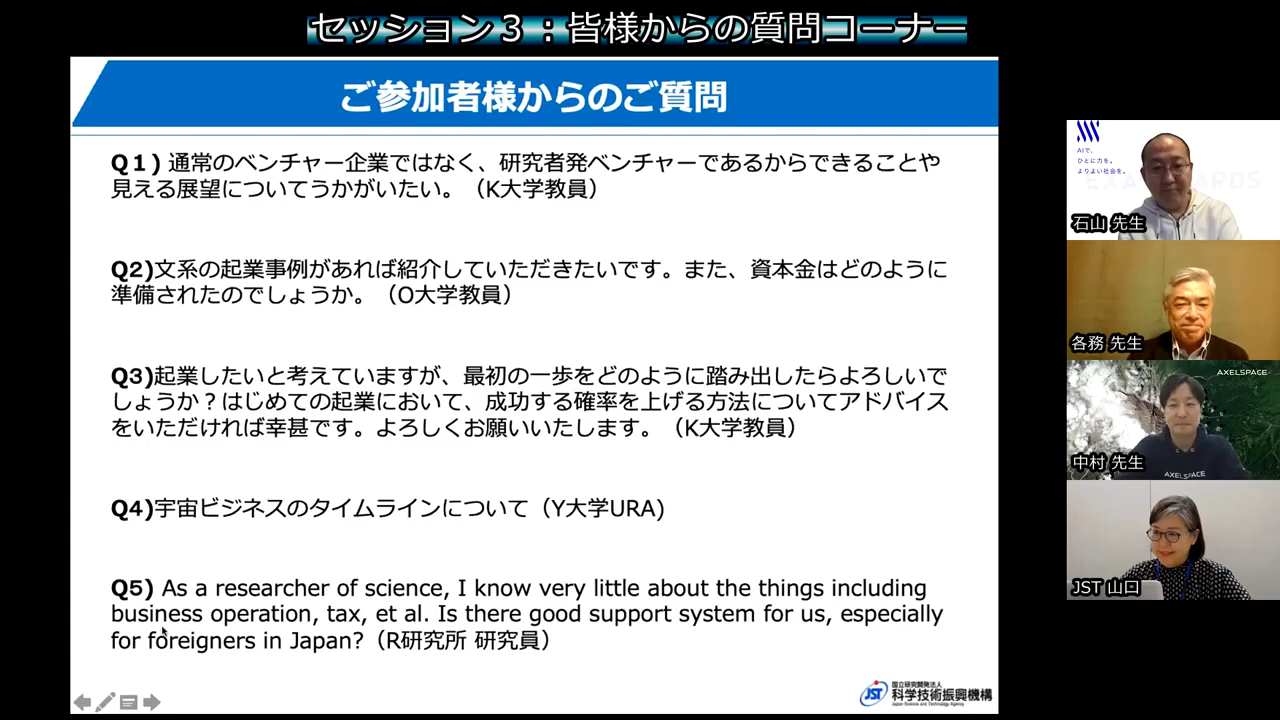 セッション３：皆様からの質問コーナー
ご参加者様からのご質問
Q１) 通常のベンチャー企業ではなく、研究者発ベンチャーであるからできることや
見える展望についてうかがいたい。（K大学教員）
Q2)文系の起業事例があれば紹介していただきたいです。また、資本金はどのように
準備されたのでしょうか。（O大学教員）
Q3)起業したいと考えていますが、最初の一歩をどのように踏み出したらよろしいで
しょうか？はじめての起業において、成功する確率を上げる方法についてアドバイス
をいただければ幸甚です。よろしくお願いいたします。（K大学教員）
Q4)宇宙ビジネスのタイムラインについて（Y大学URA)
Q5) As a researcher of science, I know very little about the things including
business operation, tax, et al. Is there good support system for us, especially
for foreigners in Japan?（R研究所 研究員）
JST
国立研究開発法人
科学技術振興機構
Japan Science and Technology Agency
AIで、
ひとに力を。
よりよい社会を。
石山 先生
各務 先生
AXELSPACE
AXELSPACE
中村 先生
JST 山口